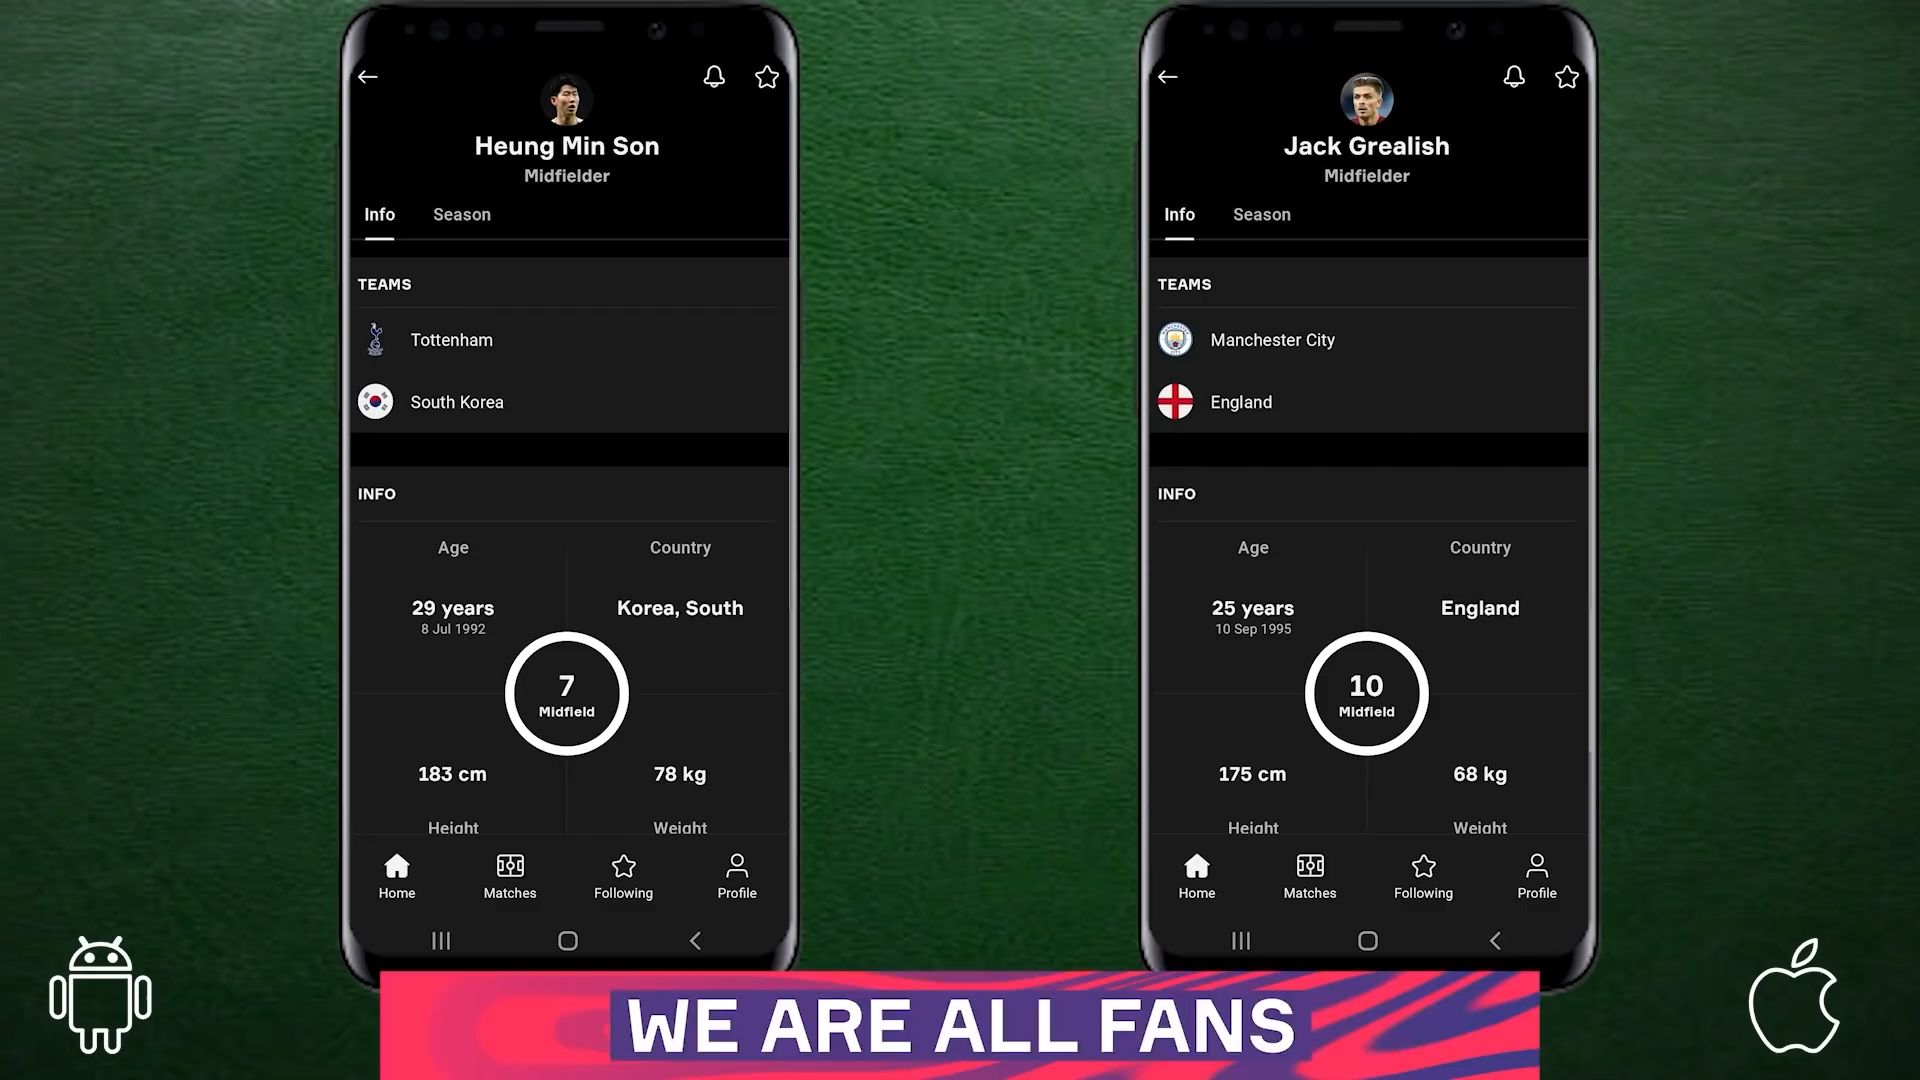 Heung Min Son
Midfielder
Info Season
TEAMS
Tottenham
South Korea
INFO
Age Country
29 years Korea, South
8 Jul 1992
7
Midfield
183 cm 78 kg
Height Weight
Home Matches Following Profile
Jack Grealish
Midfielder
Info Season
TEAMS
Manchester City
England
INFO
Age Country
25 years England
10 Sep 1995
10
Midfield
175 cm 68 kg
Height Weight
Home Matches Following Profile
WE ARE ALL FANS